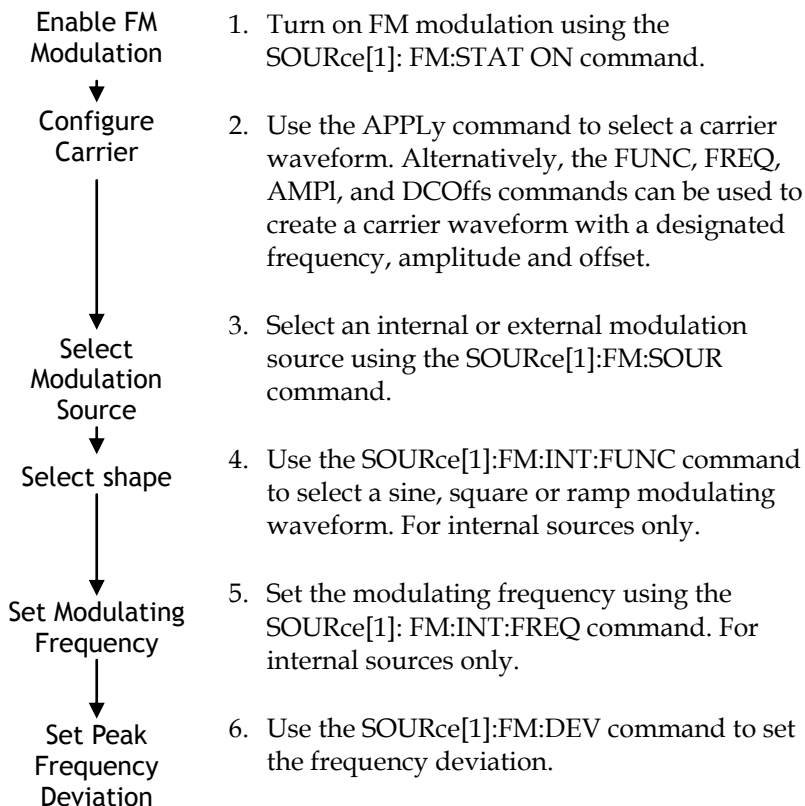 Enable FM
Modulation
1. Turn on FM modulation using the
SOURce[1]: FM:STAT ON command.
Configure
Carrier
2. Use the APPLy command to select a carrier
waveform. Alternatively, the FUNC, FREQ,
AMPl, and DCOffs commands can be used to
create a carrier waveform with a designated
frequency, amplitude and offset.
Select
Modulation
Source
3. Select an internal or external modulation
source using the SOURce[1]:FM:SOUR
command.
Select shape
4. Use the SOURce[1]:FM:INT:FUNC command
to select a sine, square or ramp modulating
waveform. For internal sources only.
Set Modulating
Frequency
5. Set the modulating frequency using the
SOURce[1]: FM:INT:FREQ command. For
internal sources only.
Set Peak
Frequency
Deviation
6. Use the SOURce[1]:FM:DEV command to set
the frequency deviation.